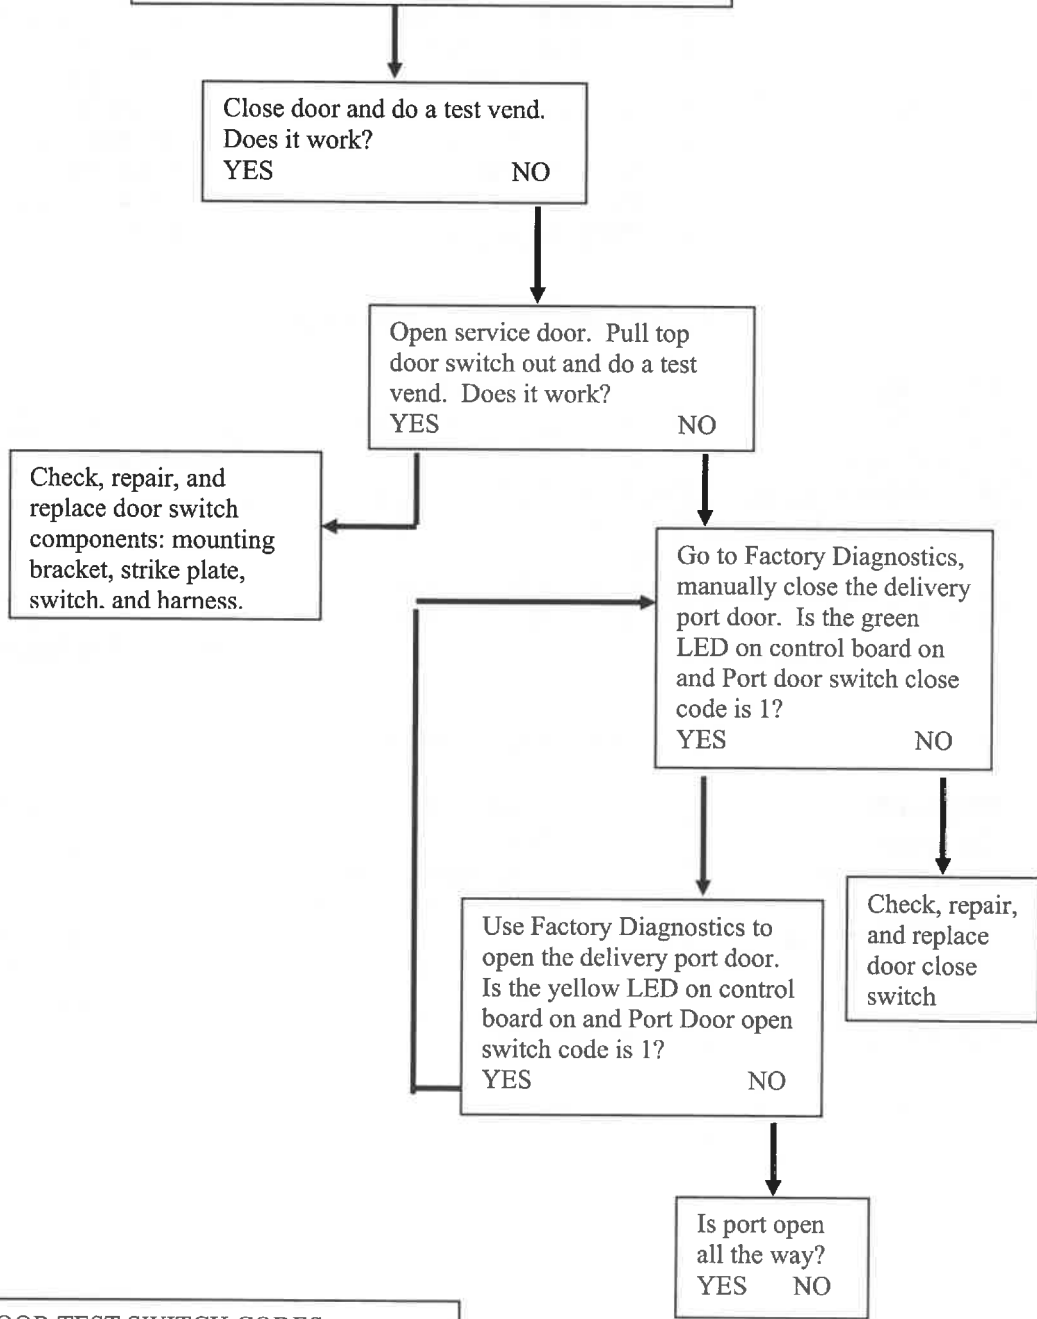 Close door and do a test vend.
Does it work?
YES NO
Open service door. Pull top
door switch out and do a test
vend. Does it work?
YES NO
Check, repair, and
replace door switch
components: mounting
bracket, strike plate,
switch. and harness.
Go to Factory Diagnostics,
manually close the delivery
port door. Is the green
LED on control board on
and Port door switch close
code is 1?
YES NO
Use Factory Diagnostics to
open the delivery port door.
Is the yellow LED on control
board on and Port Door open
switch code is 1?
YES NO
Check, repair,
and replace
door close
switch
Is port open
all the way?
YES NO
TEST SWITCH CODES